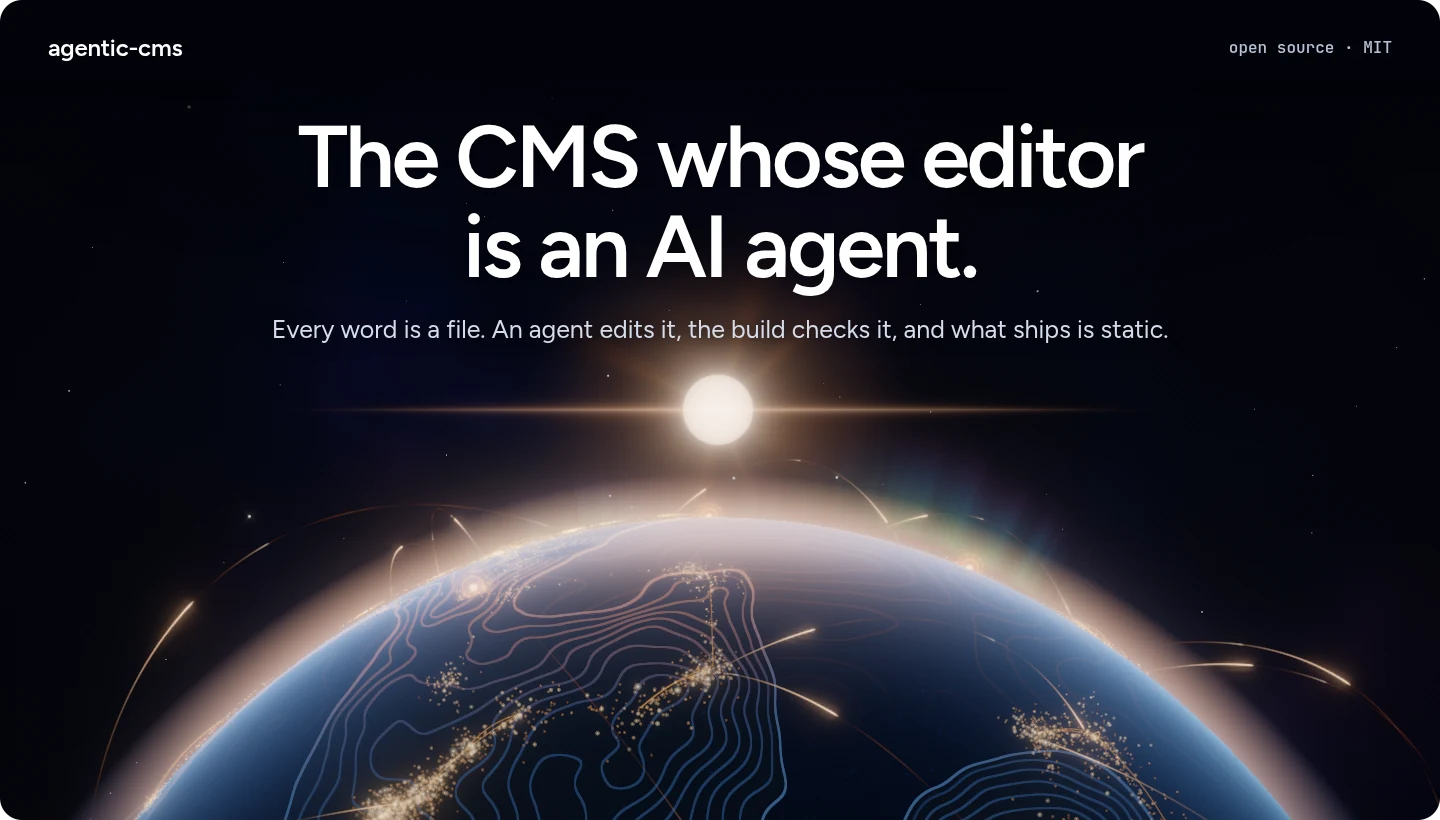 agentic-cms
open source · MIT
The CMS whose editor
is an AI agent.
Every word is a file. An agent edits it, the build checks it, and what ships is static.